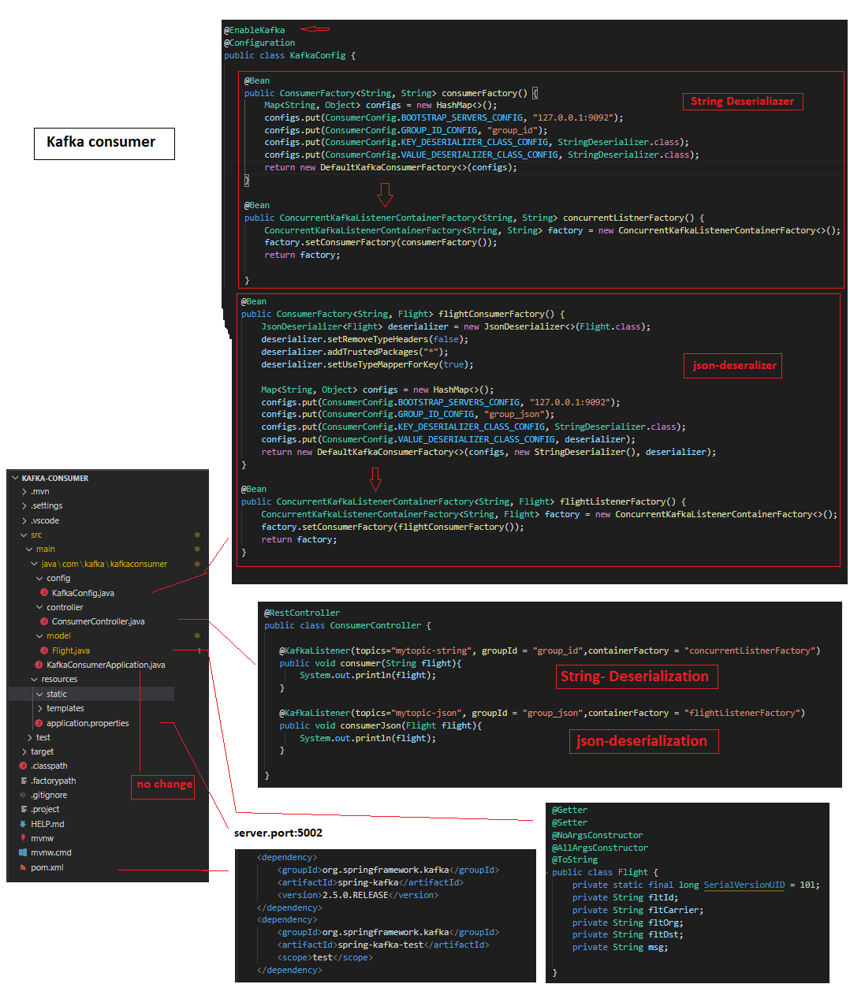 Kafka consumer
@EnableKafka
@Configuration
public class KafkaConfig {
@Bean
public ConsumerFactory<String, String> consumerFactory() {
Map<String, Object> configs = new HashMap<>();
configs.put(ConsumerConfig.BOOTSTRAP_SERVERS_CONFIG, "127.0.0.1:9092");
configs.put(ConsumerConfig.GROUP_ID_CONFIG, "group_id");
configs.put(ConsumerConfig.KEY_DESERIALIZER_CLASS_CONFIG, StringDeserializer.class);
configs.put(ConsumerConfig.VALUE_DESERIALIZER_CLASS_CONFIG, StringDeserializer.class);
return new DefaultKafkaConsumerFactory<>(configs);
}
String Deserialiazer
@Bean
public ConcurrentKafkaListenerContainerFactory<String, String> concurrentListnerFactory() {
ConcurrentKafkaListenerContainerFactory<String, String> factory = new ConcurrentKafkaListenerContainerFactory<>();
factory.setConsumerFactory(consumerFactory());
return factory;
}
@Bean
public ConsumerFactory<String, Flight> flightConsumerFactory() {
JsonDeserializer<Flight> deserializer = new JsonDeserializer<>(Flight.class);
deserializer.setRemoveTypeHeaders(false);
deserializer.addTrustedPackages("*");
deserializer.setUseTypeMapperForKey(true);
json-deseralizer
Map<String, Object> configs = new HashMap<>();
configs.put(ConsumerConfig.BOOTSTRAP_SERVERS_CONFIG, "127.0.0.1:9092");
configs.put(ConsumerConfig.GROUP_ID_CONFIG, "group_json");
configs.put(ConsumerConfig.KEY_DESERIALIZER_CLASS_CONFIG, StringDeserializer.class);
configs.put(ConsumerConfig.VALUE_DESERIALIZER_CLASS_CONFIG, deserializer);
return new DefaultKafkaConsumerFactory<>(configs, new StringDeserializer(), deserializer);
}
@Bean
public ConcurrentKafkaListenerContainerFactory<String, Flight> flightListenerFactory() {
ConcurrentKafkaListenerContainerFactory<String, Flight> factory = new ConcurrentKafkaListenerContainerFactory<>();
factory.setConsumerFactory(flightConsumerFactory());
return factory;
}
KAFKA-CONSUMER
.mvn
.settings
.vscode
src
main
java\com\kafka\kafkaconsumer
config
KafkaConfig.java
controller
ConsumerController.java
model
Flight.java 1
KafkaConsumerApplication.java
resources
static
templates
application.properties
test
target
.classpath
.factorypath
.gitignore
.project
HELP.md
mvnw
mvnw.cmd
pom.xml
no change
@RestController
public class ConsumerController {
@KafkaListener(topics="mytopic-string", groupId = "group_id",containerFactory = "concurrentListnerFactory")
public void consumer(String flight){
System.out.println(flight);
}
String- Deserialization
@KafkaListener(topics="mytopic-json", groupId = "group_json",containerFactory = "flightListenerFactory")
public void consumerJson(Flight flight){
System.out.println(flight);
}
json-deserialization
}
server.port:5002
<dependency>
<groupId>org.springframework.kafka</groupId>
<artifactId>spring-kafka</artifactId>
<version>2.5.0.RELEASE</version>
</dependency>
<dependency>
<groupId>org.springframework.kafka</groupId>
<artifactId>spring-kafka-test</artifactId>
<scope>test</scope>
</dependency>
@Getter
@Setter
@NoArgsConstructor
@AllArgsConstructor
@ToString
public class Flight {
private static final long SerialVersionUID = 10l;
private String fltId;
private String fltCarrier;
private String fltOrg;
private String fltDst;
private String msg;
}